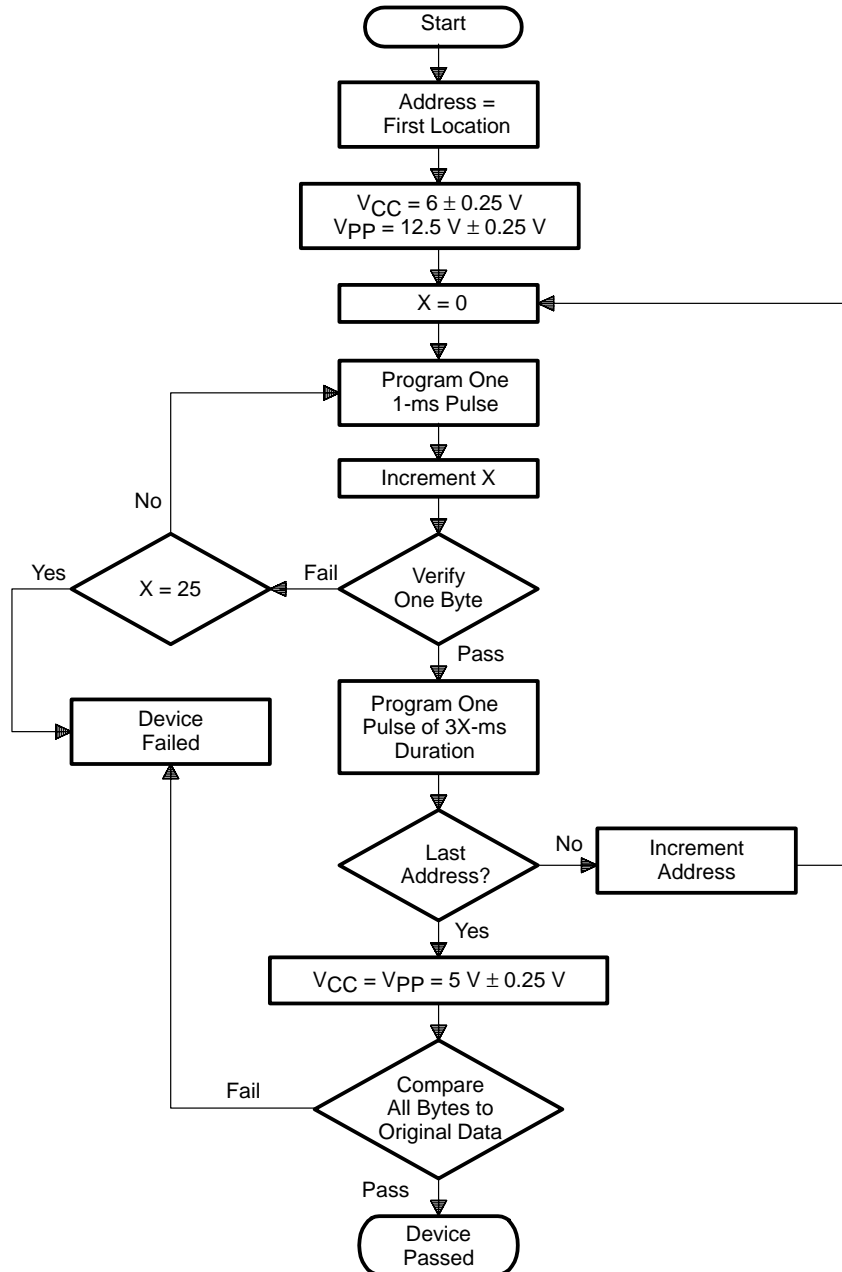 Start
Address =
First Location
VCC = 6 ± 0.25 V
VPP = 12.5 V ± 0.25 V
X = 0
Program One
1-ms Pulse
Increment X
No
Yes
X = 25
Fail
Verify
One Byte
Pass
Program One
Pulse of 3X-ms
Duration
Device
Failed
Last
Address?
No
Increment
Address
Yes
VCC = VPP = 5 V ± 0.25 V
Fail
Compare
All Bytes to
Original Data
Pass
Device
Passed